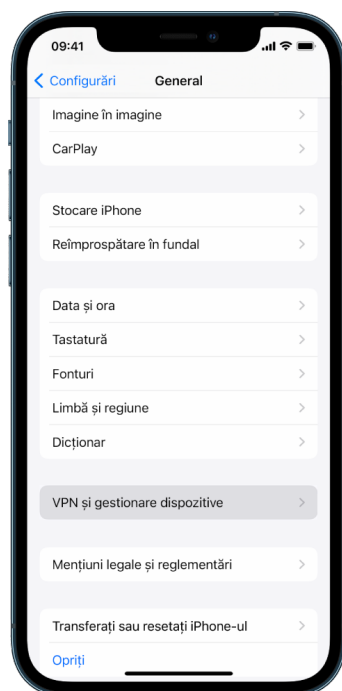 09:41
Configurări General
Imagine în imagine
CarPlay
Stocare iPhone
Reîmprospătare în fundal
Data și ora
Tastatură
Fonturi
Limbă și regiune
Dicționar
VPN și gestionare dispozitive
Mențiuni legale și reglementări
Transferați sau resetați iPhone-ul
Opriți